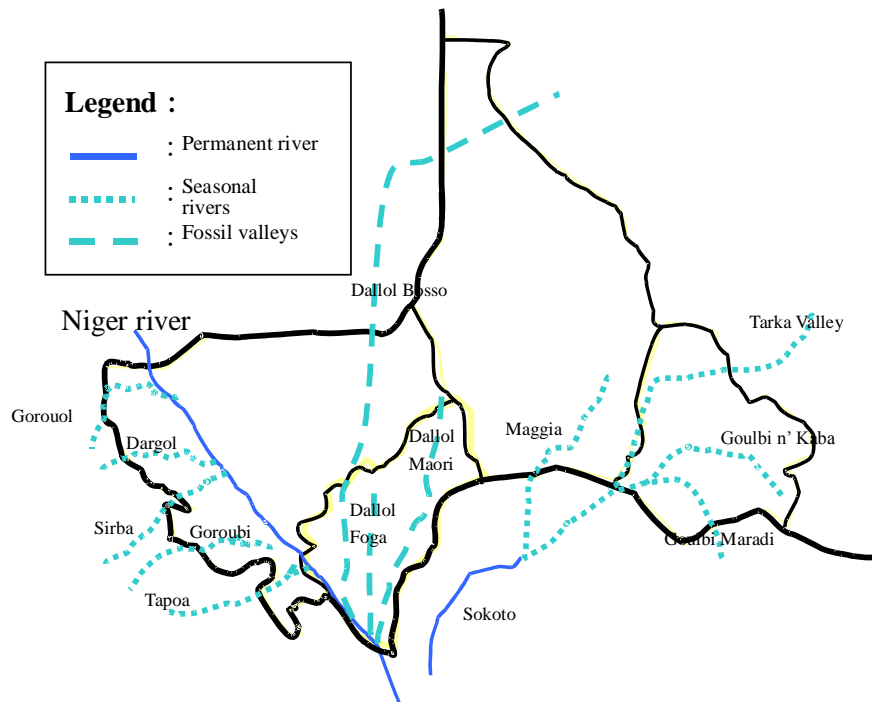 Legend :
: Permanent river
: Seasonal
rivers
: Fossil valleys
Dallol Bosso
Niger river
Tarka Valley
Gorouol
Dargol
Dallol
Maori
Maggia
Goulbi n' Kaba
Sirba
Goroubi
Dallol
Foga
Goulbi Maradi
Tapoa
Sokoto